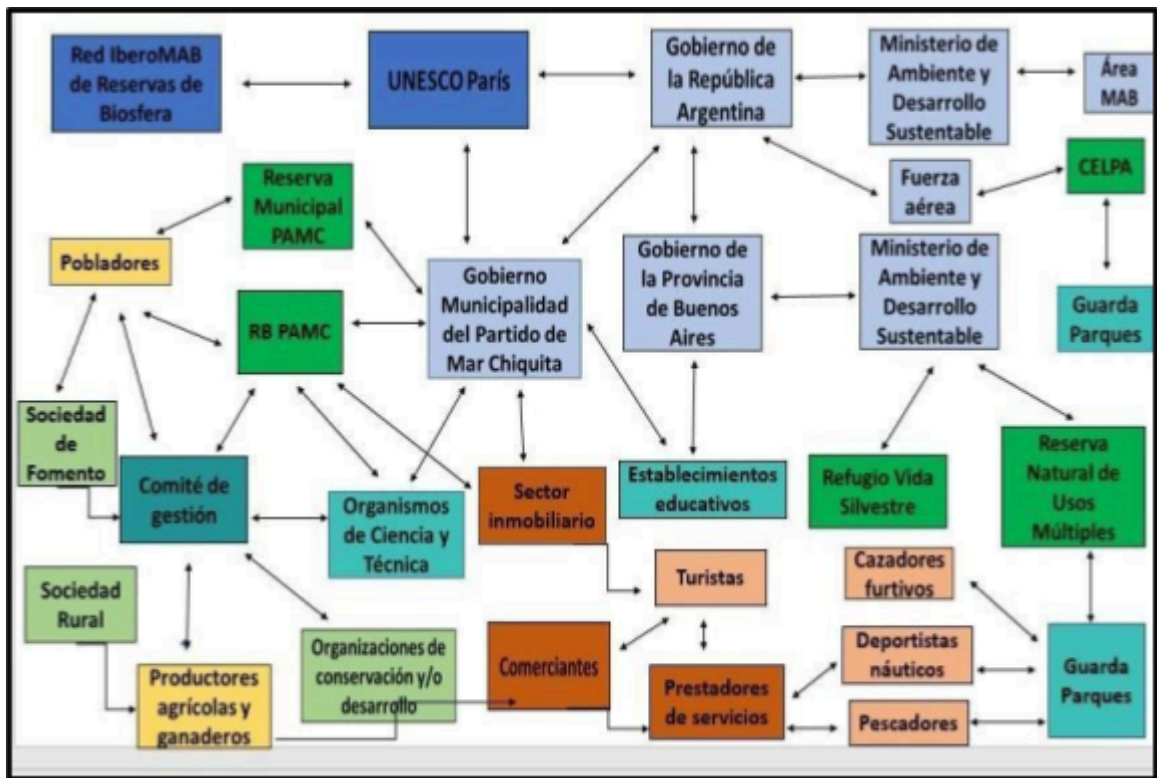 Red IberoMAB
de Reservas de
Biosfera
UNESCO París
Gobierno de
la República
Argentina
Ministerio de
Ambiente y
Desarrollo
Sustentable
Área
MAB
Reserva
Municipal
PAMC
Fuerza
aérea
CELPA
Pobladores
Gobierno
Municipalidad
del Partido de
Mar Chiquita
Gobierno de
la Provincia
de Buenos
Aires
Ministerio de
Ambiente y
Desarrollo
Sustentable
Guarda
Parques
RB PAMC
Sociedad
de
Fomento
Comité de
gestión
Organismos
de Ciencia y
Técnica
Sector
inmobiliario
Establecimientos
educativos
Refugio Vida
Silvestre
Reserva
Natural de
Usos
Múltiples
Sociedad
Rural
Turistas
Cazadores
furtivos
Productores
agrícolas y
ganaderos
Organizaciones de
conservación y/o
desarrollo
Comerciantes
Prestadores
de servicios
Deportistas
náuticos
Pescadores
Guarda
Parques